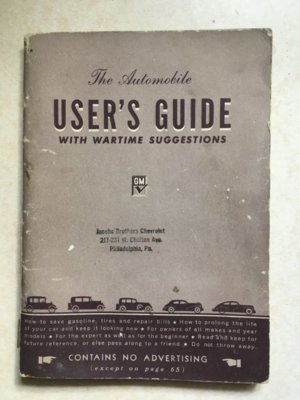 The Automobile
USER'S GUIDE
WITH WARTIME SUGGESTIONS
GM
Jacobs Brothers Chevrolet
217-231 W. Chelten Ave.
Philadelphia, Pa.
How to save gasoline, tires and repair bills • How to prolong the life
of your car and keep it looking new • For owners of all makes and year
models • For the expert as well as for the beginner • Read and keep for
future reference, or else pass along to a friend • Do not throw away.
CONTAINS NO ADVERTISING
(except on page 65)